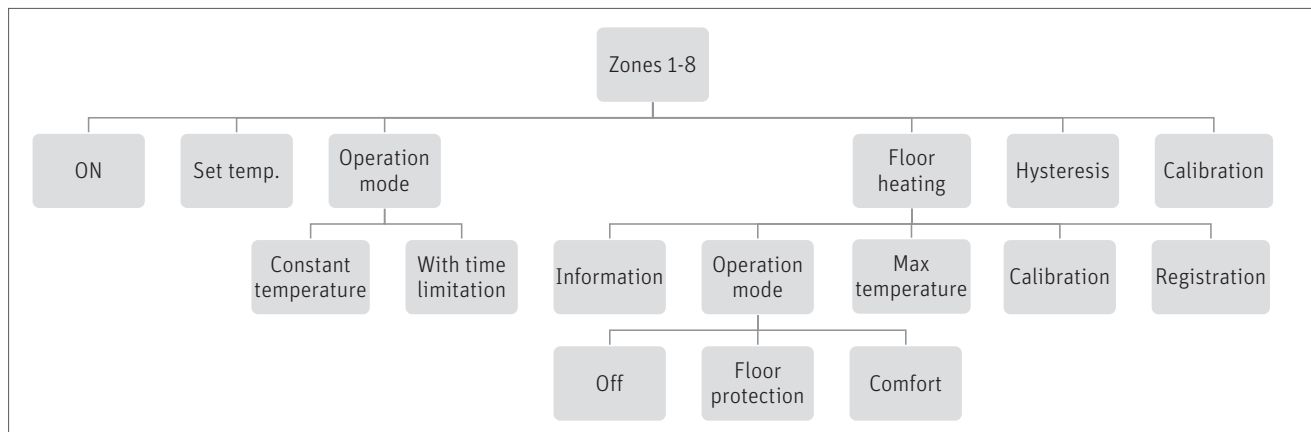 Zones 1-8
ON
Set temp.
Operation
mode
Floor
heating
Hysteresis
Calibration
Constant
temperature
With time
limitation
Information
Operation
mode
Max
temperature
Calibration
Registration
Off
Floor
protection
Comfort